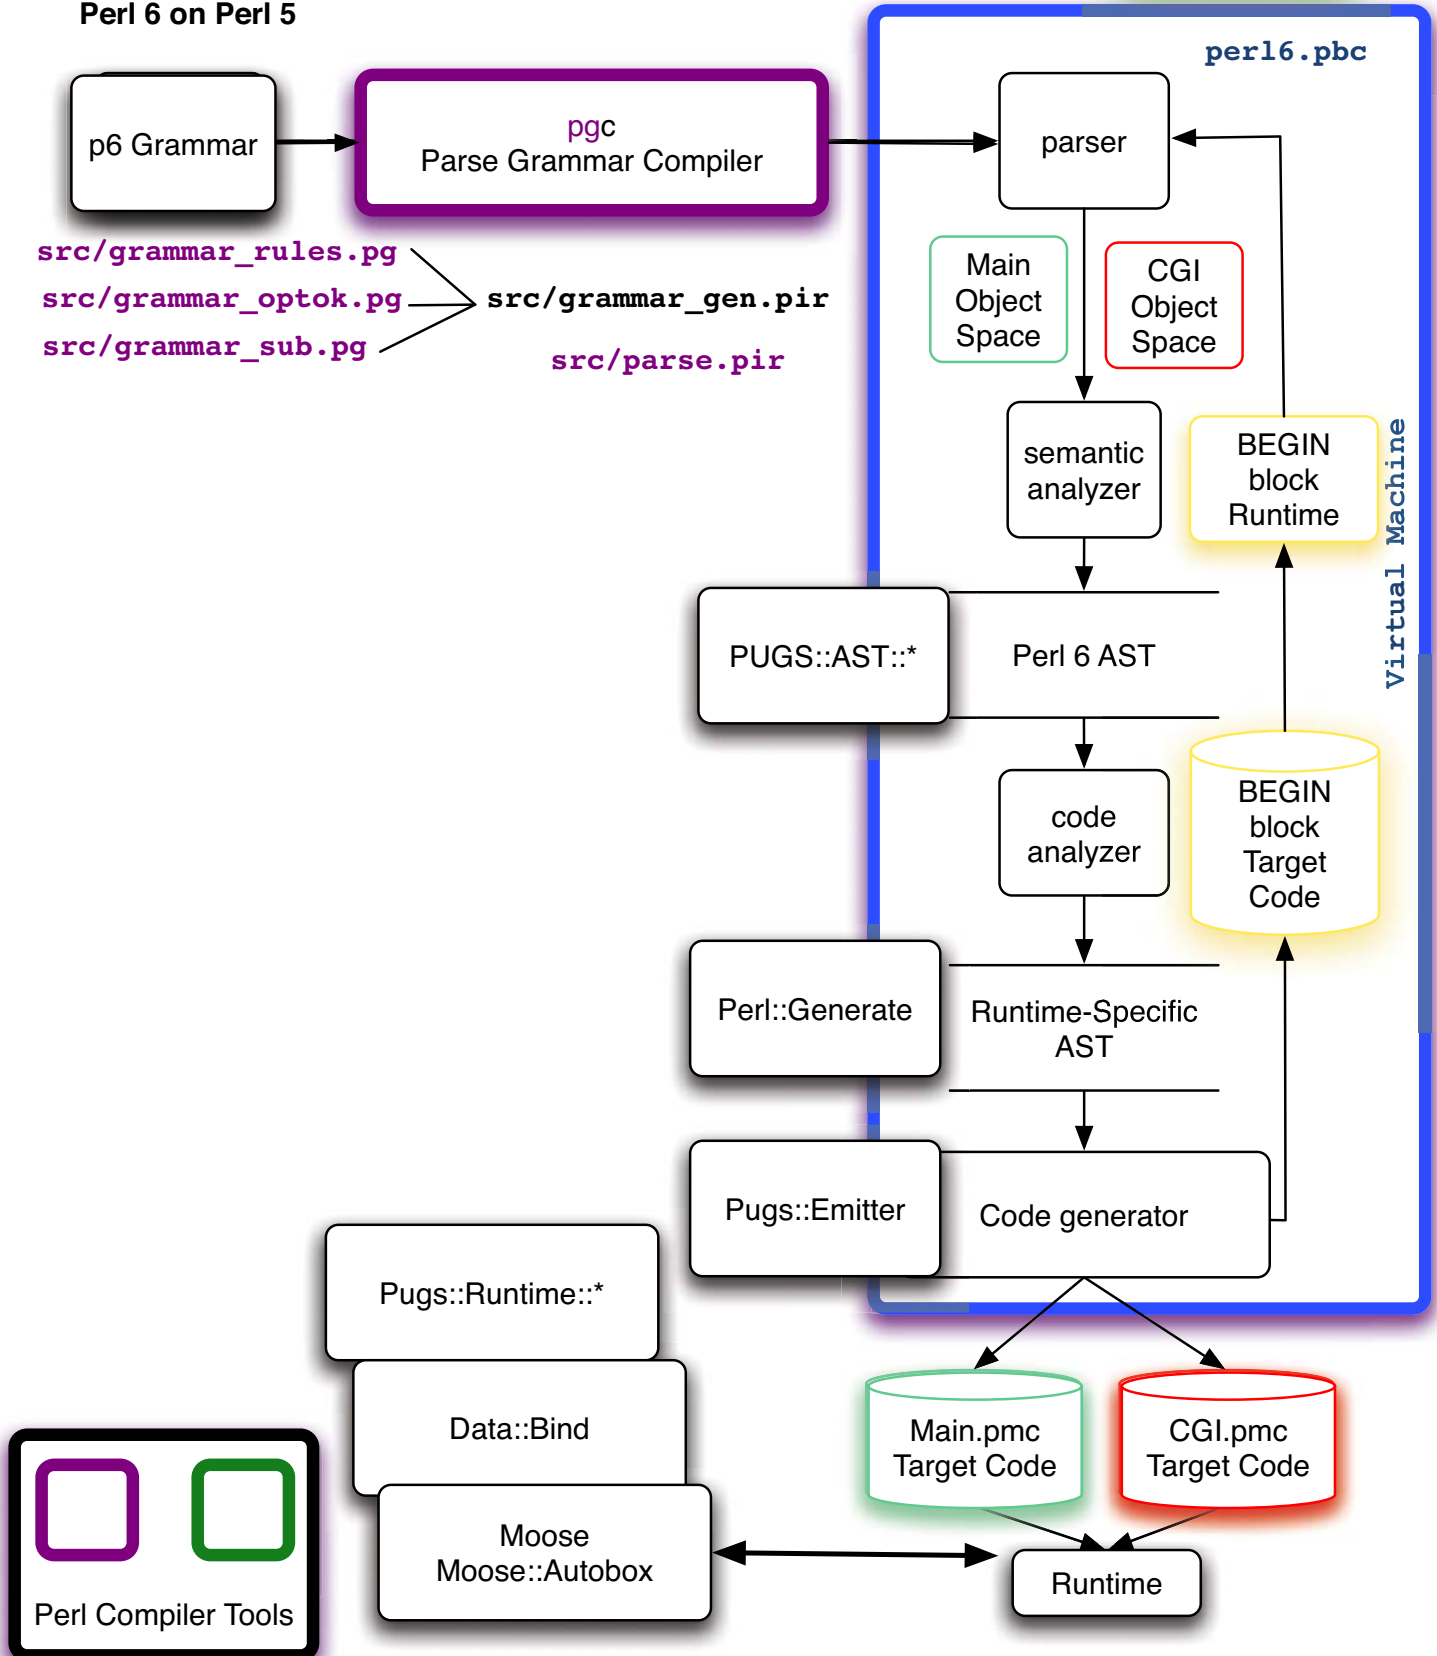 Perl 6 on Perl 5
perl6.pbc
p6 Grammar
pgc
Parse Grammar Compiler
parser
src/grammar_rules.pg
src/grammar_optok.pg
src/grammar_sub.pg
src/grammar_gen.pir
src/parse.pir
Main
Object
Space
CGI
Object
Space
semantic
analyzer
BEGIN
block
Runtime
Virtual Machine
PUGS::AST::*
Perl 6 AST
code
analyzer
BEGIN
block
Target
Code
Perl::Generate
Runtime-Specific
AST
Pugs::Emitter
Code generator
Pugs::Runtime::*
Data::Bind
Moose
Moose::Autobox
Main.pmc
Target Code
CGI.pmc
Target Code
Runtime
Perl Compiler Tools